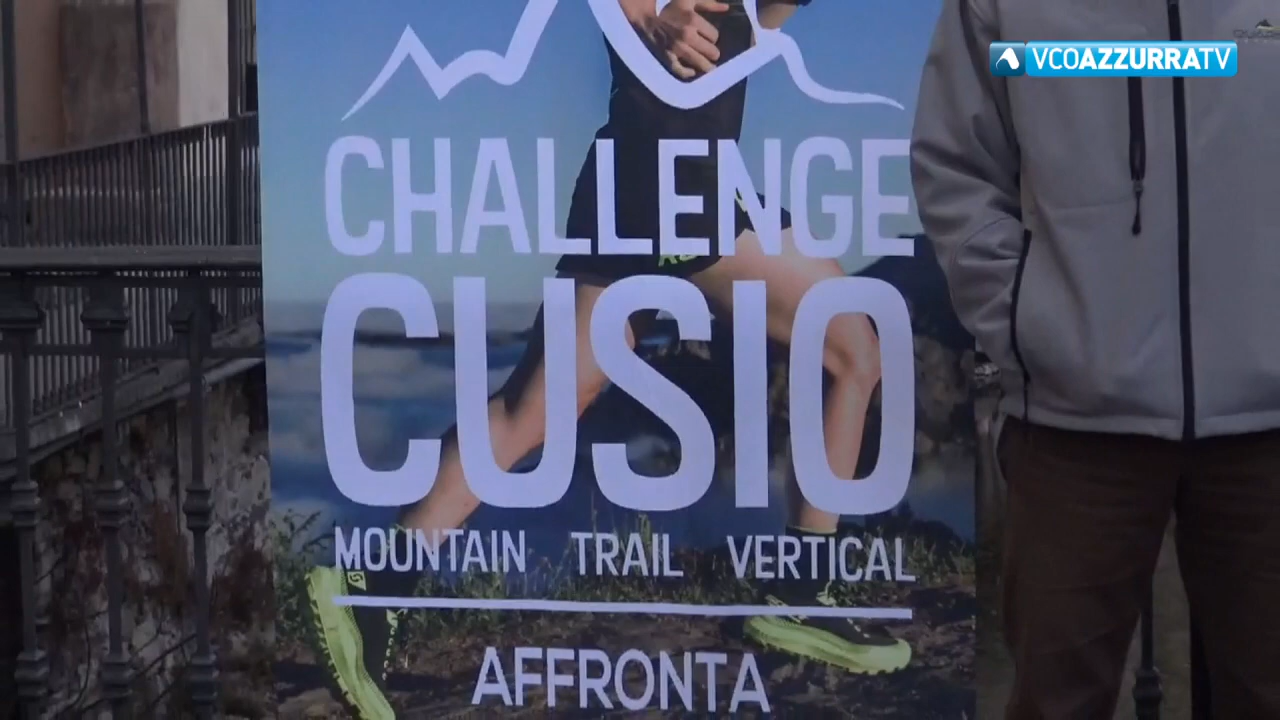 VCOAZZURRATV
CHALLENGE
CUSIO
MOUNTAIN TRAIL VERTICAL
AFFRONTA